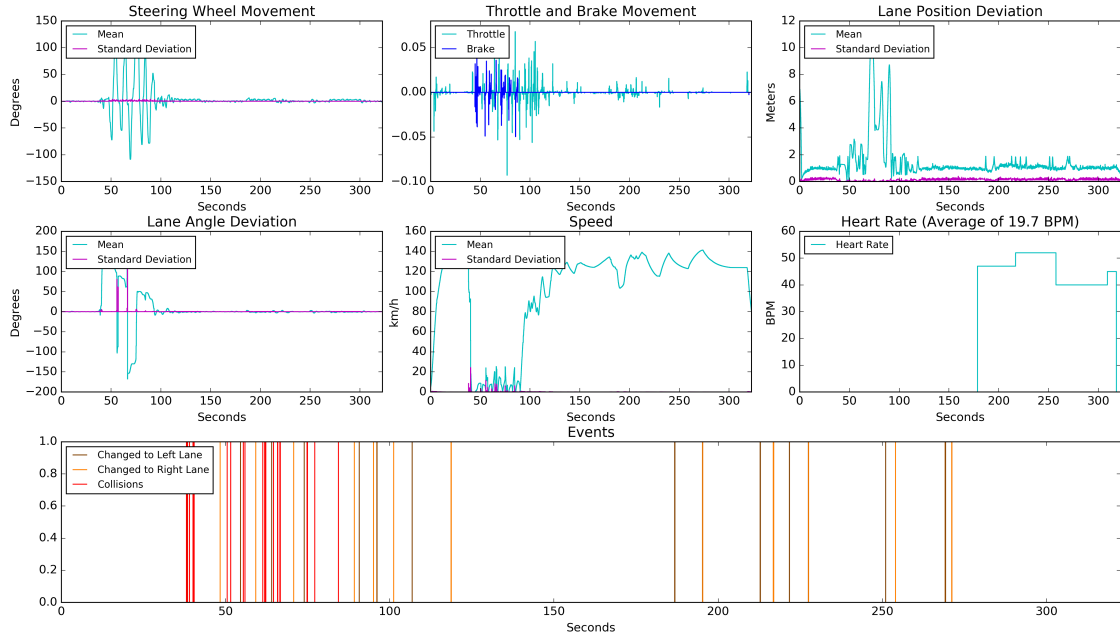 Steering Wheel Movement
Throttle and Brake Movement
Lane Position Deviation
150
100
50
0
−50
−100
−150
Degrees
Mean
Standard Deviation
0 50 100 150 200 250 300
Seconds
0.05
0.00
−0.05
−0.10
Throttle
Brake
0 50 100 150 200 250 300
Seconds
12
10
8
6
4
2
0
Meters
Mean
Standard Deviation
0 50 100 150 200 250 300
Seconds
Lane Angle Deviation
Speed
Heart Rate (Average of 19.7 BPM)
200
150
100
50
0
−50
−100
−150
−200
Degrees
Mean
Standard Deviation
0 50 100 150 200 250 300
Seconds
160
140
120
100
80
60
40
20
0
km/h
Mean
Standard Deviation
0 50 100 150 200 250 300
Seconds
60
50
40
30
20
10
0
BPM
Heart Rate
0 50 100 150 200 250 300
Seconds
Events
1.0
0.8
0.6
0.4
0.2
0.0
Changed to Left Lane
Changed to Right Lane
Collisions
0 50 100 150 200 250 300
Seconds